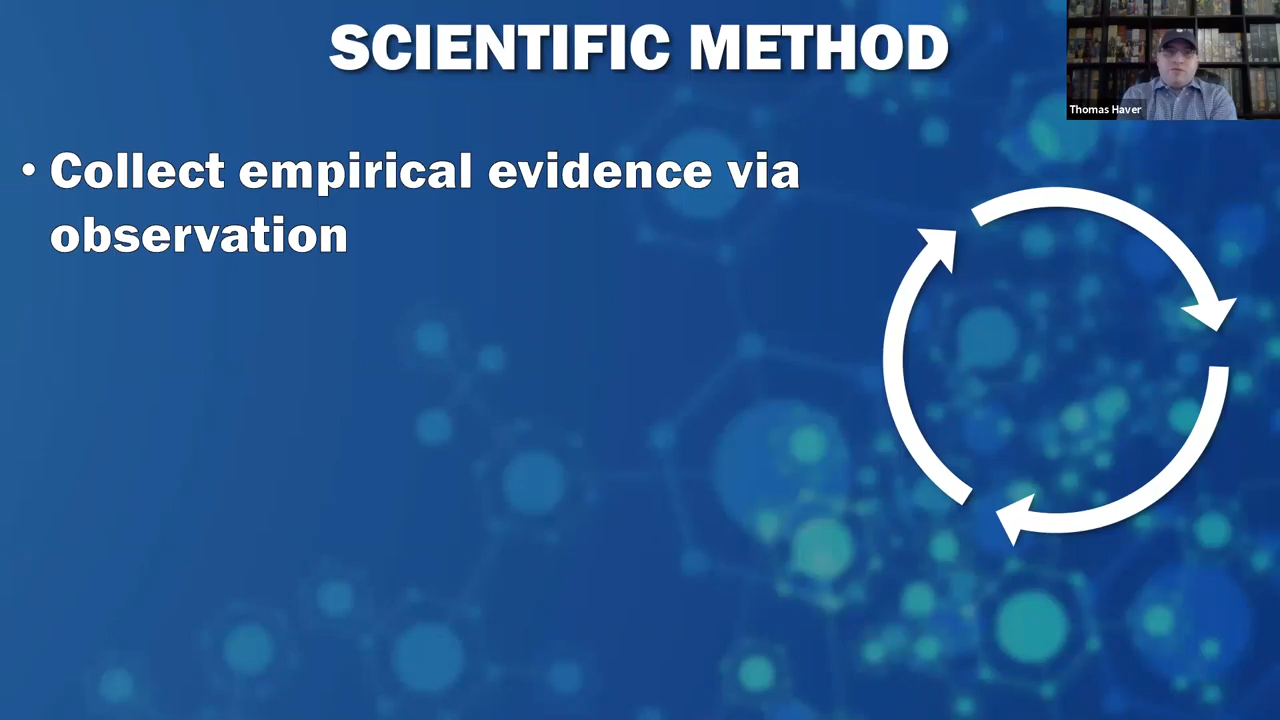 SCIENTIFIC METHOD
Thomas Haver
• Collect empirical evidence via
observation